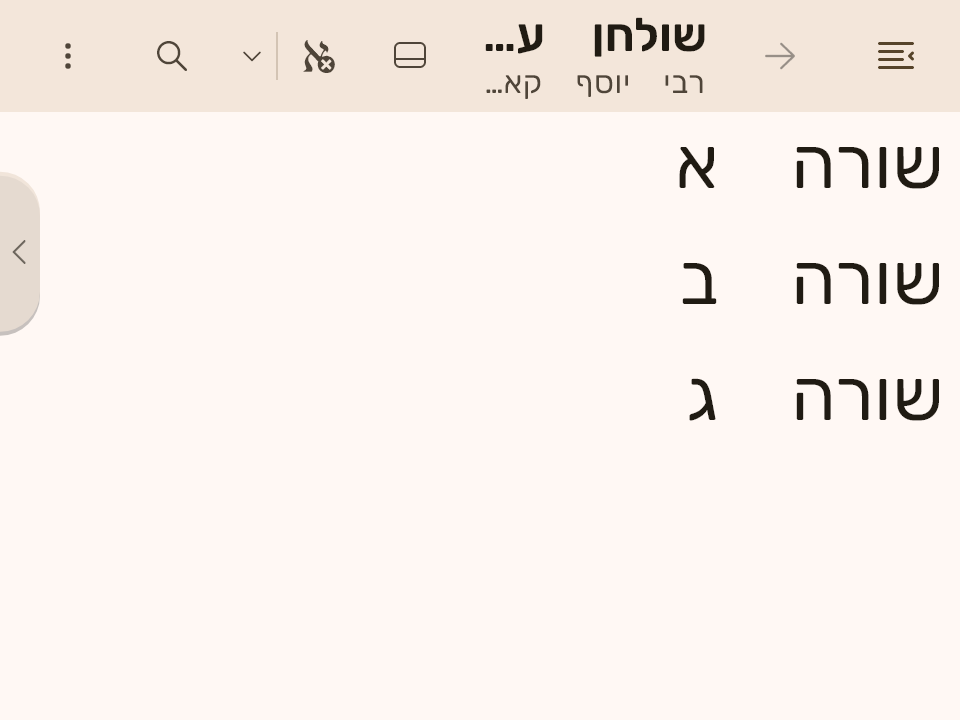 שולחן ע...
רבי יוסף קא...
שורה א
שורה ב
שורה ג